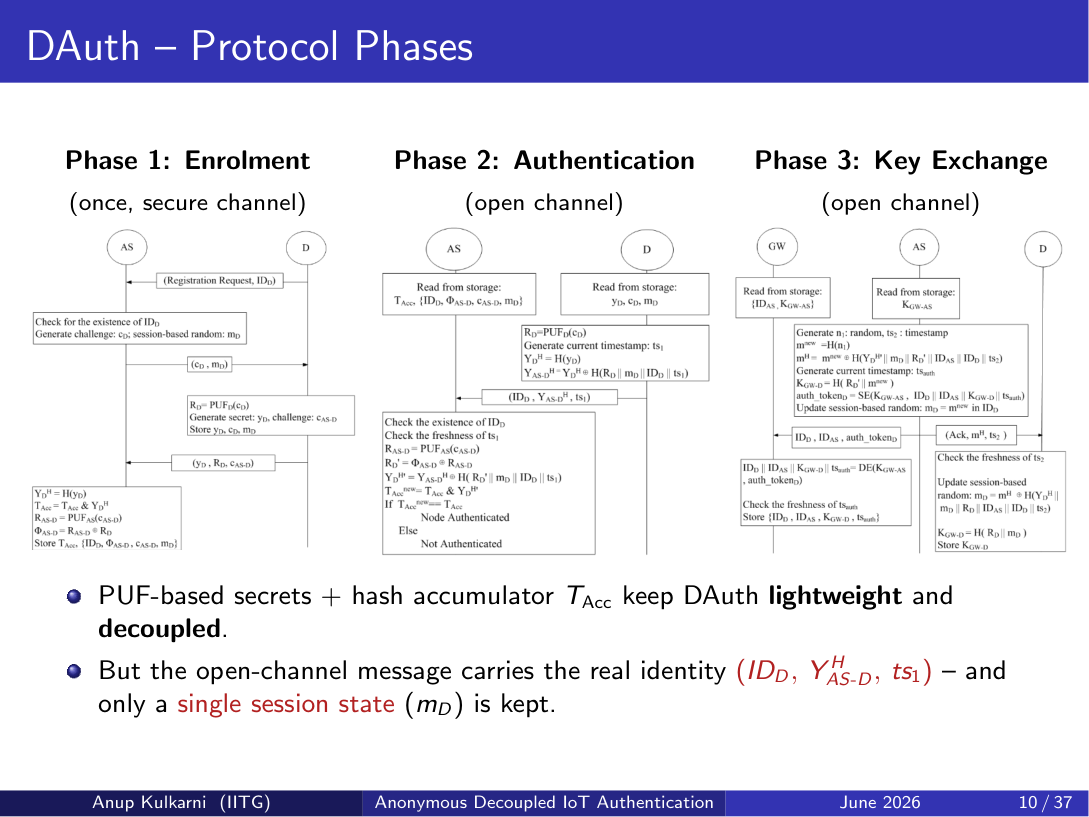 DAuth – Protocol Phases
Phase 1: Enrolment
(once, secure channel)
AS
D
(Registration Request, ID_D)
Check for the existence of ID_D
Generate challenge: c_D; session-based random: m_D
(c_D , m_D)
R_D= PUF_D(c_D)
Generate secret: y_D, challenge: c_AS-D
Store y_D, c_D, m_D
(y_D , R_D, c_AS-D)
Y_D^H = H(y_D)
T_Acc = T_Acc & Y_D^H
R_AS-D = PUF_AS(c_AS-D)
Φ_AS-D = R_AS-D ⊕ R_D
Store T_Acc, {ID_D, Φ_AS-D , c_AS-D, m_D}
Phase 2: Authentication
(open channel)
AS
D
Read from storage:
T_Acc, {ID_D, Φ_AS-D, c_AS-D, m_D}
Read from storage:
y_D, c_D, m_D
R_D=PUF_D(c_D)
Generate current timestamp: ts_1
Y_D^H = H(y_D)
Y_AS-D^H = Y_D^H ⊕ H(R_D || m_D || ID_D || ts_1)
(ID_D , Y_AS-D^H , ts_1)
Check the existence of ID_D
Check the freshness of ts_1
R_AS-D = PUF_AS(c_AS-D)
R_D' = Φ_AS-D ⊕ R_AS-D
Y_D^H' = Y_AS-D^H ⊕ H( R_D' || m_D || ID_D || ts_1)
T_Acc^new = T_Acc & Y_D^H'
If T_Acc^new == T_Acc
Node Authenticated
Else
Not Authenticated
Phase 3: Key Exchange
(open channel)
GW
AS
D
Read from storage:
{ID_AS , K_GW-AS}
Read from storage:
K_GW-AS
Generate n_1: random, ts_2 : timestamp
m^new =H(n_1)
m^H = m^new ⊕ H(Y_D^H' || m_D || R_D' || ID_AS || ID_D || ts_2)
Generate current timestamp: ts_auth
K_GW-D = H( R_D' || m^new )
auth_token_D = SE(K_GW-AS , ID_D || ID_AS || K_GW-D || ts_auth)
Update session-based random: m_D = m^new in ID_D
ID_D , ID_AS , auth_token_D
(Ack, m^H, ts_2 )
ID_D || ID_AS || K_GW-D || ts_auth = DE(K_GW-AS
, auth_token_D)
Check the freshness of ts_auth
Store {ID_D , ID_AS , K_GW-D , ts_auth}
Check the freshness of ts_2
Update session-based
random: m_D = m^H ⊕ H(Y_D^H ||
m_D || R_D || ID_AS || ID_D || ts_2)
K_GW-D = H( R_D || m_D )
Store K_GW-D
PUF-based secrets + hash accumulator T_Acc keep DAuth lightweight and
decoupled.
But the open-channel message carries the real identity (ID_D, Y_AS-D^H, ts_1) – and
only a single session state (m_D) is kept.
Anup Kulkarni (IITG)
Anonymous Decoupled IoT Authentication
June 2026
10 / 37